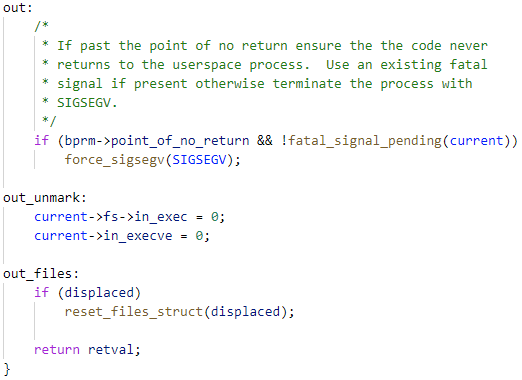 out:
/*
* If past the point of no return ensure the the code never
* returns to the userspace process.  Use an existing fatal
* signal if present otherwise terminate the process with
* SIGSEGV.
*/
if (bprm->point_of_no_return && !fatal_signal_pending(current))
force_sigsegv(SIGSEGV);
out_unmark:
current->fs->in_exec = 0;
current->in_execve = 0;
out_files:
if (displaced)
reset_files_struct(displaced);
return retval;
}